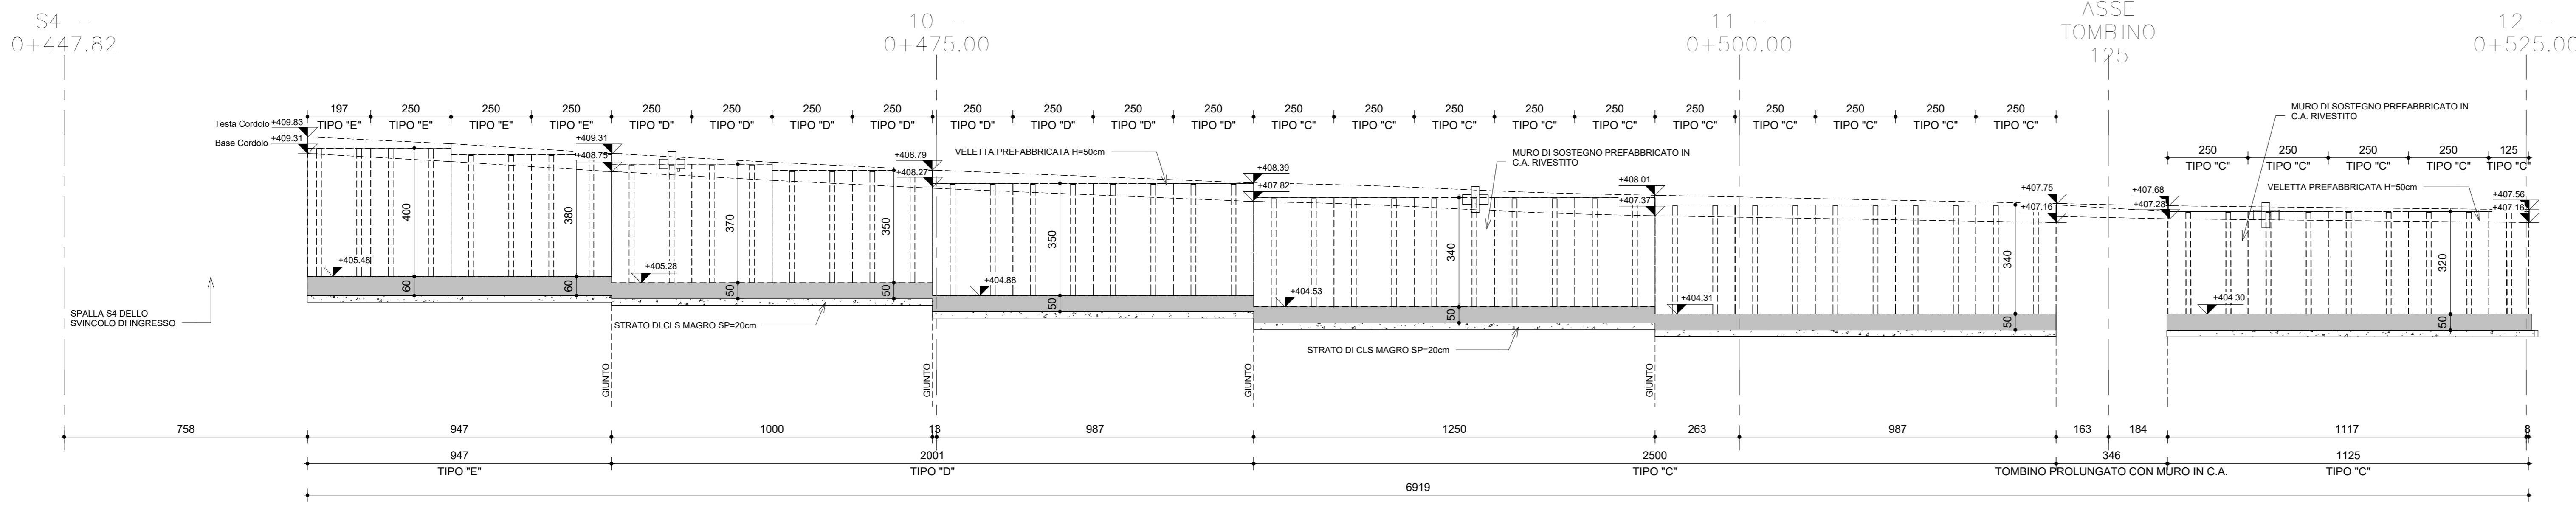 S4 -
0+447.82
10 -
0+475.00
11 -
0+500.00
ASSE
TOMBINO
125
12 -
0+525.00
197 250 250 250 250 250 250 250 250 250 250 250 250 250 250 250 250 250 250 250 250 250
TIPO "E" TIPO "E" TIPO "E" TIPO "E" TIPO "D" TIPO "D" TIPO "D" TIPO "D" TIPO "D" TIPO "D" TIPO "D" TIPO "D" TIPO "C" TIPO "C" TIPO "C" TIPO "C" TIPO "C" TIPO "C" TIPO "C" TIPO "C" TIPO "C" TIPO "C"
250 250 250 250 125
TIPO "C" TIPO "C" TIPO "C" TIPO "C" TIPO "C"
Testa Cordolo +409.83
Base Cordolo +409.31
+409.31
+408.75
+408.79
+408.27
VELETTA PREFABBRICATA H=50cm
+408.39
+407.82
MURO DI SOSTEGNO PREFABBRICATO IN
C.A. RIVESTITO
+408.01
+407.37
+407.75
+407.16
+407.68
+407.28
MURO DI SOSTEGNO PREFABBRICATO IN
C.A. RIVESTITO
VELETTA PREFABBRICATA H=50cm
+407.56
+407.16
400
380
370
350
350
340
340
320
+405.48
+405.28
+404.88
+404.53
+404.31
+404.30
60
60
50
50
50
50
50
50
SPALLA S4 DELLO
SVINCOLO DI INGRESSO
STRATO DI CLS MAGRO SP=20cm
STRATO DI CLS MAGRO SP=20cm
GIUNTO
GIUNTO
GIUNTO
GIUNTO
758 947 1000 13 987 1250 263 987 163 184 1117 8
947 2001 2500 346 1125
TIPO "E" TIPO "D" TIPO "C" TOMBINO PROLUNGATO CON MURO IN C.A. TIPO "C"
6919